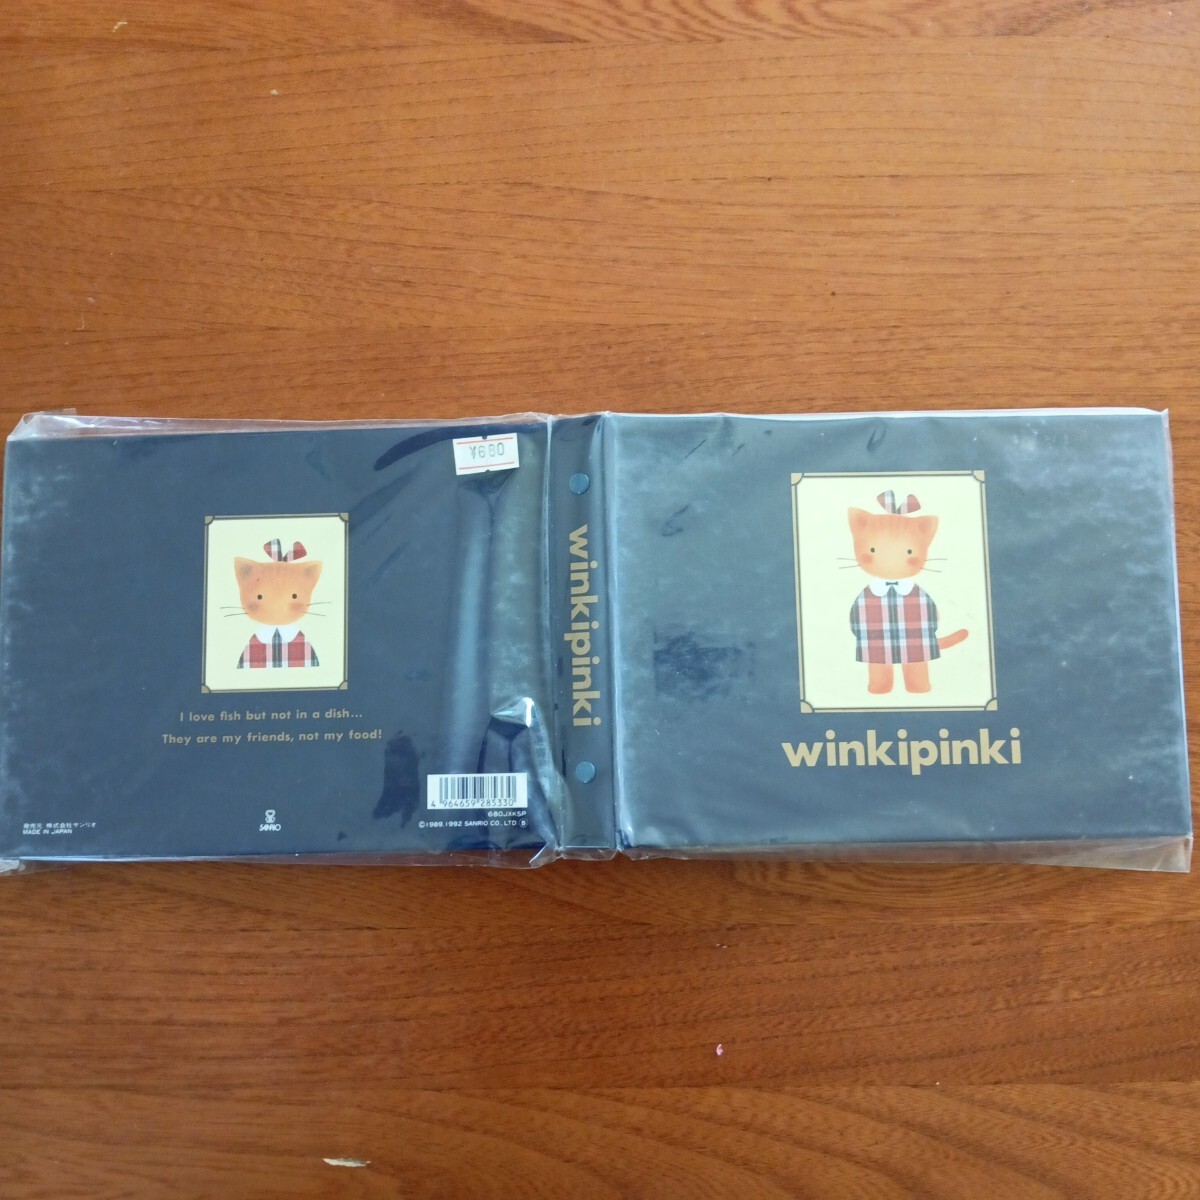 ¥680
I love fish but not in a dish...
They are my friends, not my food!
4 964659 285330
680JXKSP
©1989,1992 SANRIO CO., LTD
発売元 株式会社サンリオ
MADE IN JAPAN
SANRIO
winkipinki
winkipinki